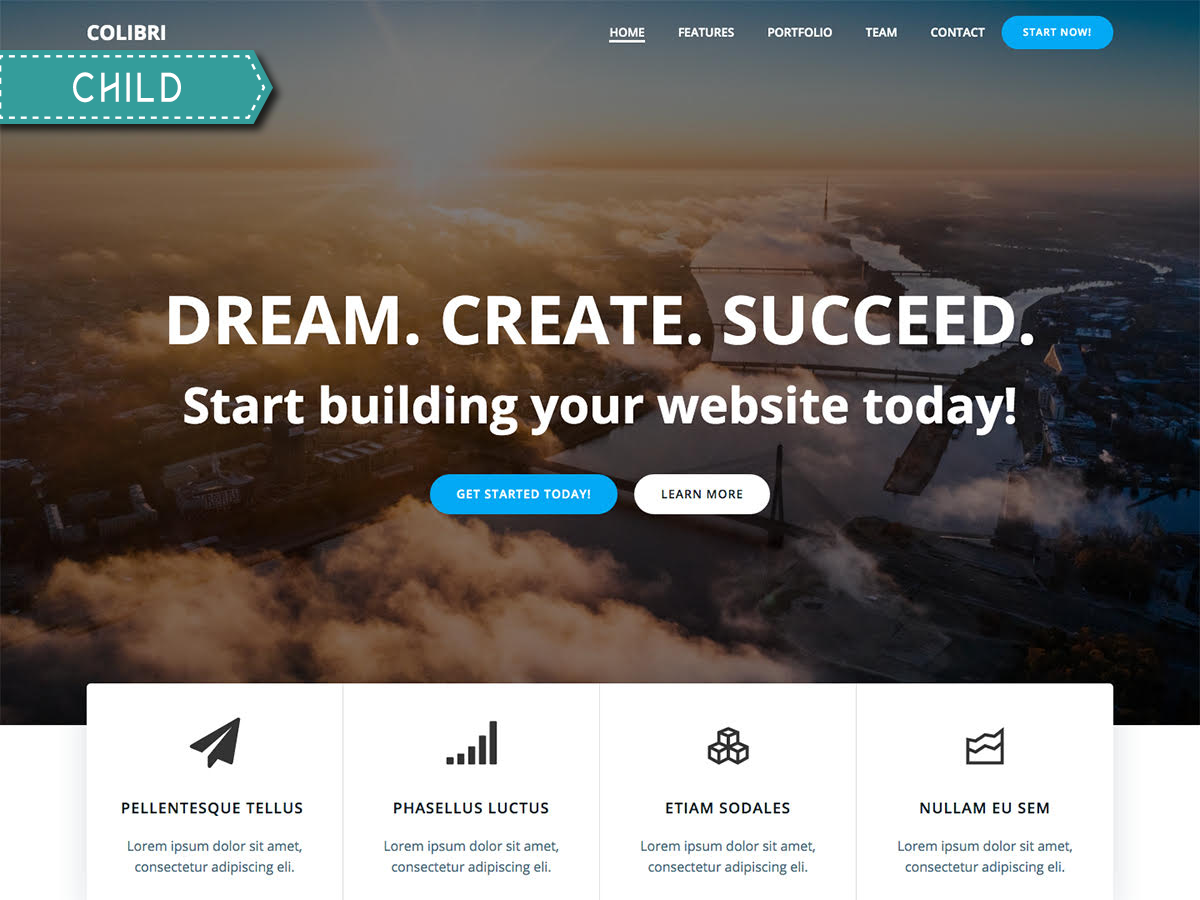 COLIBRI
HOME FEATURES PORTFOLIO TEAM CONTACT START NOW!
CHILD
DREAM. CREATE. SUCCEED.
Start building your website today!
GET STARTED TODAY! LEARN MORE
PELLENTESQUE TELLUS
Lorem ipsum dolor sit amet,
consectetur adipiscing eli.
PHASELLUS LUCTUS
Lorem ipsum dolor sit amet,
consectetur adipiscing eli.
ETIAM SODALES
Lorem ipsum dolor sit amet,
consectetur adipiscing eli.
NULLAM EU SEM
Lorem ipsum dolor sit amet,
consectetur adipiscing eli.